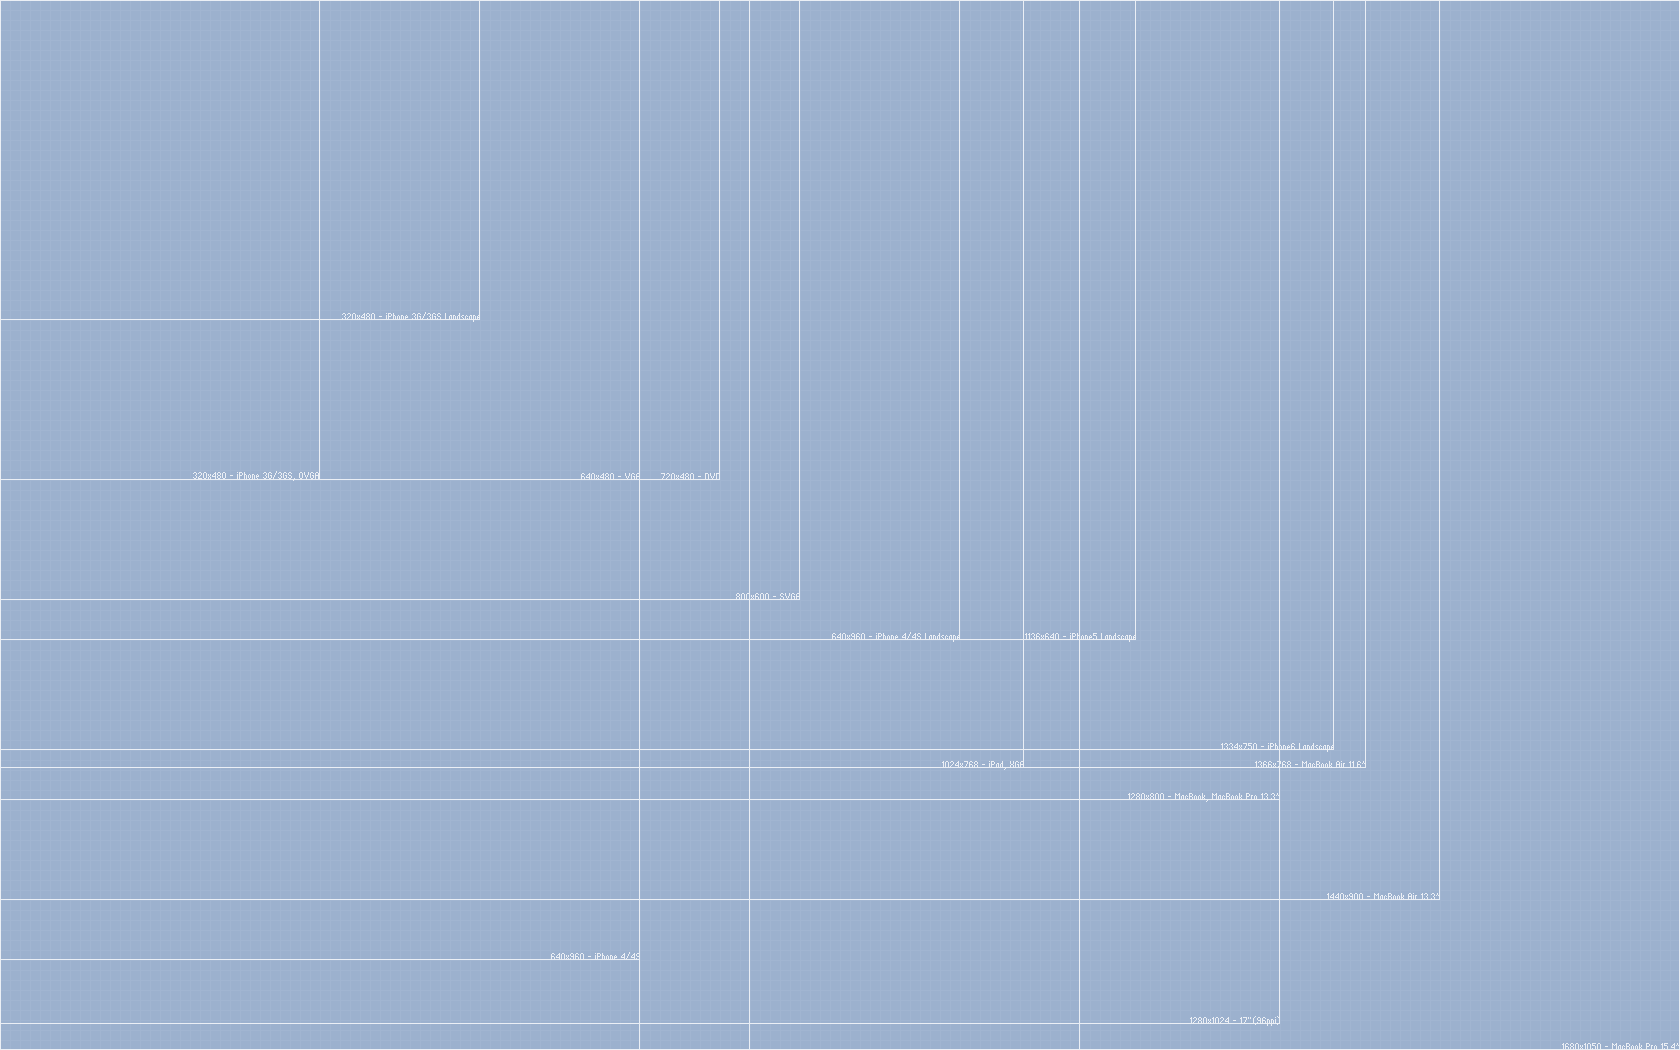 320x480 - iPhone 3G/3GS Landscape
320x480 - iPhone 3G/3GS, QVGA
640x480 - VGA
720x480 - DVD
800x600 - SVGA
640x960 - iPhone 4/4S Landscape
1136x640 - iPhone5 Landscape
1334x750 - iPhone6 Landscape
1024x768 - iPad, XGA
1366x768 - MacBook Air 11.6"
1280x800 - MacBook, MacBook Pro 13.3"
1440x900 - MacBook Air 13.3"
640x960 - iPhone 4/4S
1280x1024 - 17"(96ppi)
1680x1050 - MacBook Pro 15.4"